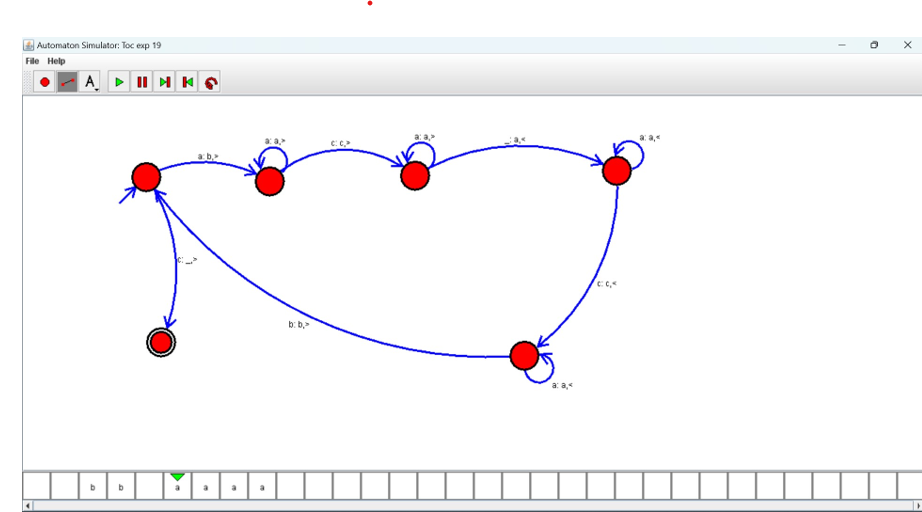 Automaton Simulator: Toc exp 19
File Help
A
a: b,>
a: a,>
c: c,>
a: a,>
_: a,<
a: a,<
c: _,>
c: c,<
b: b,>
a: a,<
b b a a a a